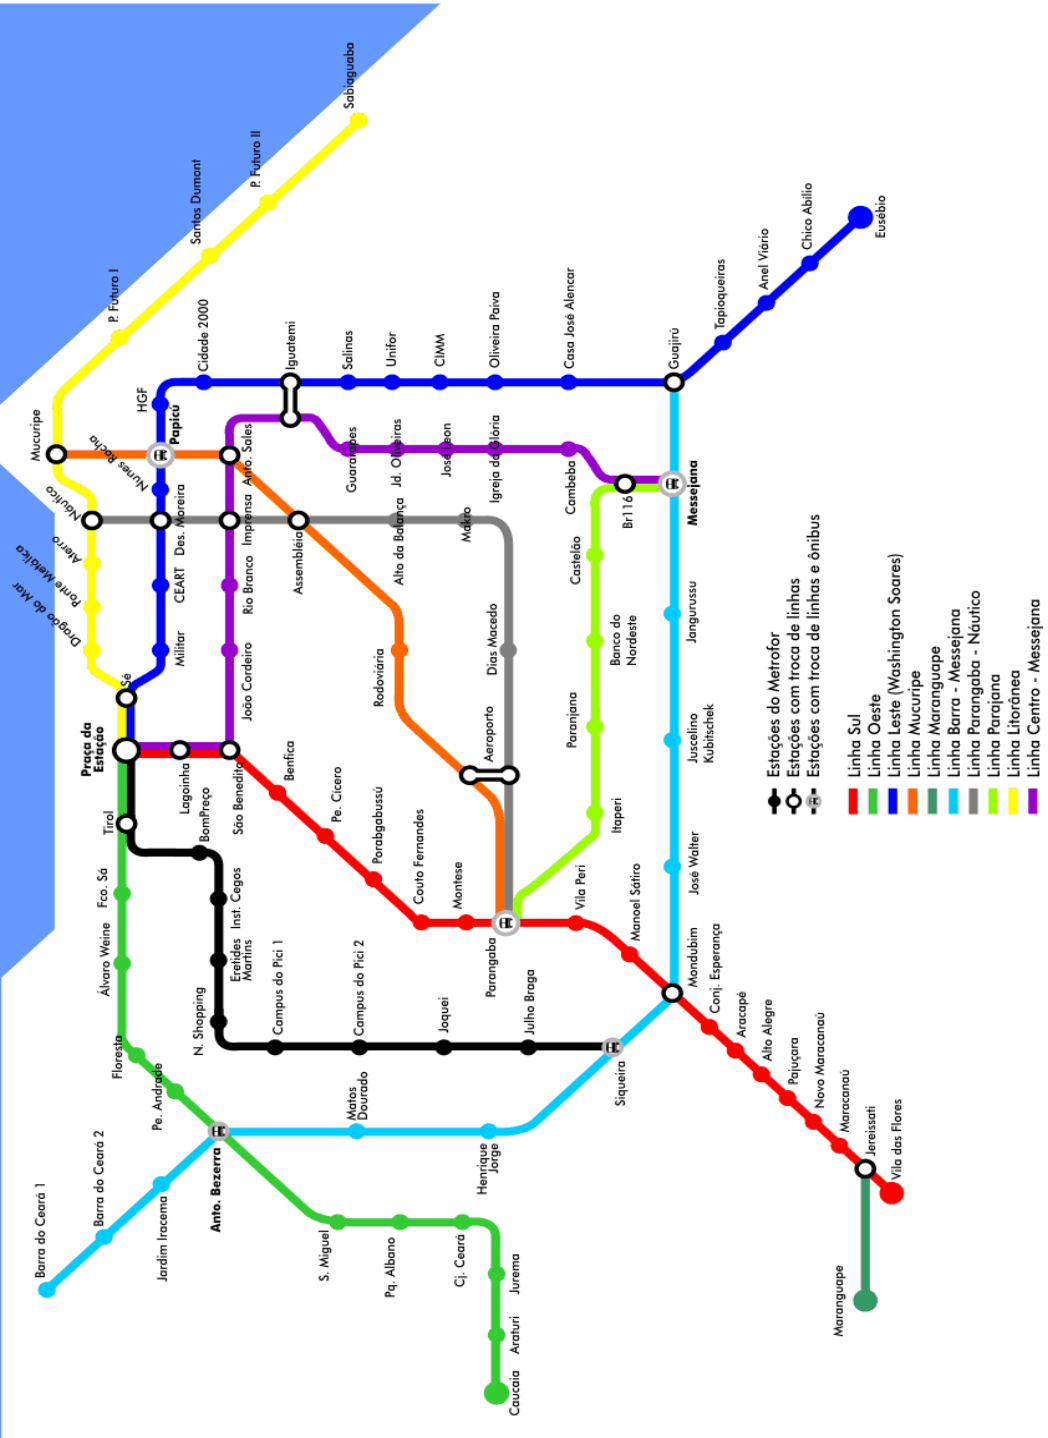 Barra do Ceará 1
Barra do Ceará 2
Jardim Iracema
Anto. Bezerra
Caucaia
Araturi
Jurema
Cj. Ceará
Pq. Albano
S. Miguel
Pe. Andrade
Floresta
Álvaro Weine
Fco. Sá
Tirol
Praça da
Estação
Sé
Dragão do Mar
Ponte Metálica
Aterro
Náutico
Mucuripe
P. Futuro I
Santos Dumont
P. Futuro II
Sabiaguaba
Militar
CEART
Des. Moreira
Nunes Rocha
Papicú
HGF
Cidade 2000
Iguatemi
Salinas
Unifor
CIMM
Oliveira Paiva
Casa José Alencar
Guajirú
Tapioqueiras
Anel Viário
Chico Abílio
Eusébio
Lagoinha
São Benedito
João Cordeiro
Rio Branco
Imprensa
Anto. Sales
Guararapes
Jd. Oliveiras
José Leon
Igreja da Glória
Cambeba
Br116
Messejana
Assembléia
Alto da Balança
Makro
Dias Macedo
Aeroporto
Rodoviária
BomPreço
Inst. Cegos
Eretides
Martins
N. Shopping
Campus do Pici 1
Campus do Pici 2
Joquei
Julho Braga
Siqueira
Matos
Dourado
Henrique
Jorge
Benfica
Pe. Cicero
Porabgabussú
Couto Fernandes
Montese
Parangaba
Vila Peri
Manoel Sátiro
Mondubim
Conj. Esperança
Aracapé
Alto Alegre
Pajuçara
Novo Maracanaú
Maracanaú
Jereissati
Vila das Flores
Maranguape
Itaperi
Paranjana
Banco do
Nordeste
Castelão
José Walter
Juscelino
Kubitschek
Jangurussu
Estações do Metrofor
Estações com troca de linhas
Estações com troca de linhas e ônibus
Linha Sul
Linha Oeste
Linha Leste (Washington Soares)
Linha Mucuripe
Linha Maranguape
Linha Barra - Messejana
Linha Parangaba - Náutico
Linha Parajana
Linha Litorânea
Linha Centro - Messejana